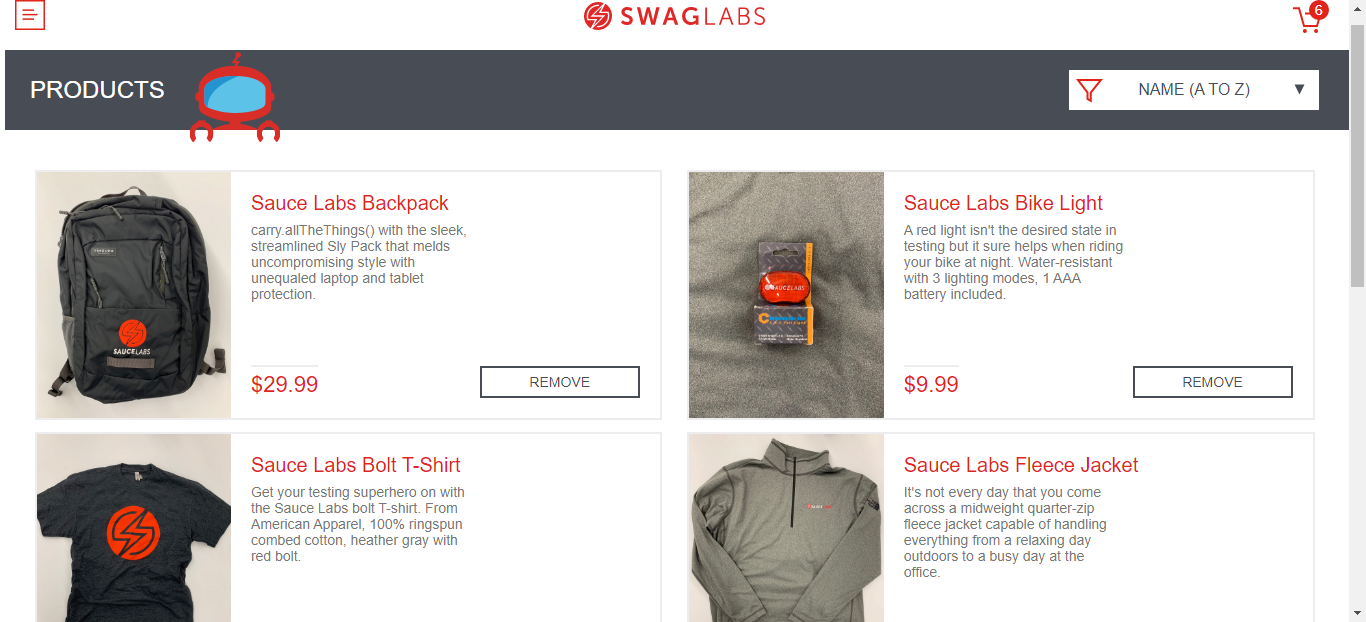 SWAGLABS
6
PRODUCTS
NAME (A TO Z)
Sauce Labs Backpack
carry.allTheThings() with the sleek,
streamlined Sly Pack that melds
uncompromising style with
unequaled laptop and tablet
protection.
$29.99
REMOVE
SAUCELABS
Sauce Labs Bike Light
A red light isn't the desired state in
testing but it sure helps when riding
your bike at night. Water-resistant
with 3 lighting modes, 1 AAA
battery included.
$9.99
REMOVE
SAUCELABS
Sauce Labs Bolt T-Shirt
Get your testing superhero on with
the Sauce Labs bolt T-shirt. From
American Apparel, 100% ringspun
combed cotton, heather gray with
red bolt.
Sauce Labs Fleece Jacket
It's not every day that you come
across a midweight quarter-zip
fleece jacket capable of handling
everything from a relaxing day
outdoors to a busy day at the
office.